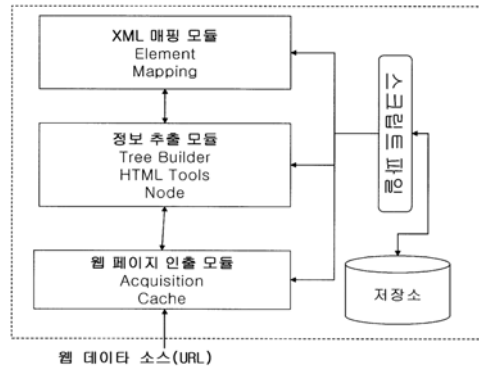 XML 매핑 모듈
Element
Mapping
정보 추출 모듈
Tree Builder
HTML Tools
Node
웹 페이지 인출 모듈
Acquisition
Cache
스크립트 파일
저장소
웹 데이타 소스(URL)